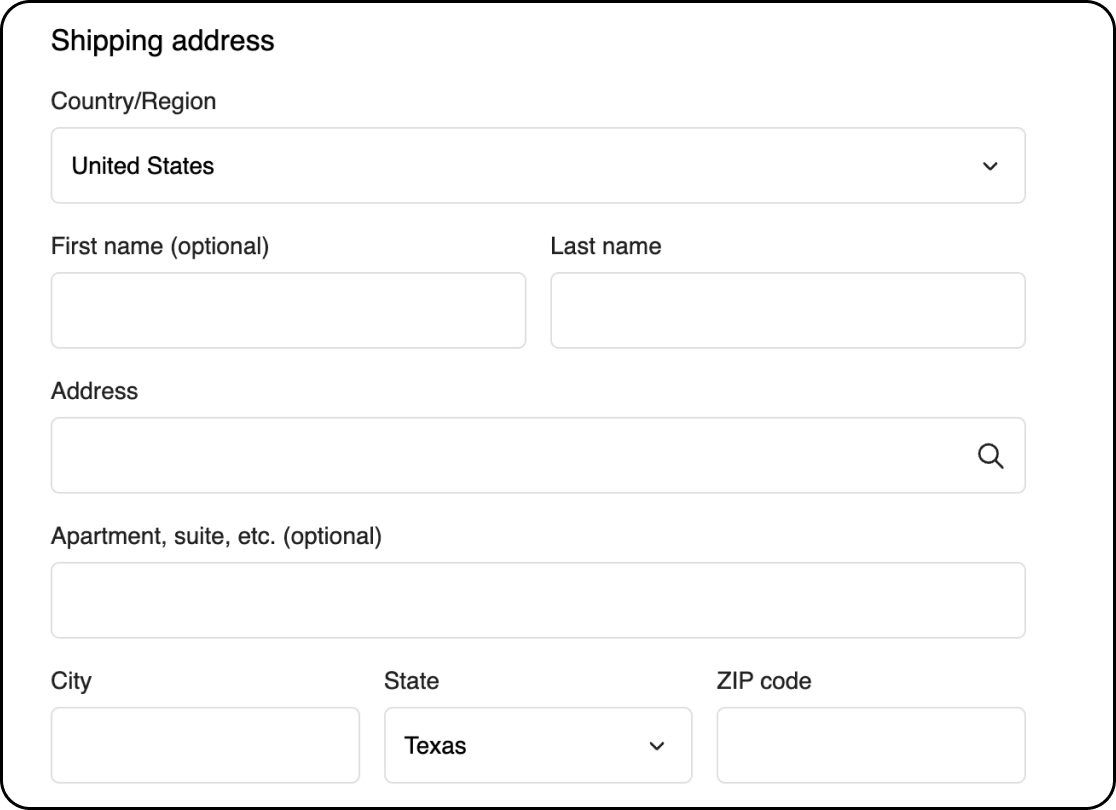 Shipping address
Country/Region
United States
First name (optional) Last name
Address
Apartment, suite, etc. (optional)
City State ZIP code
Texas